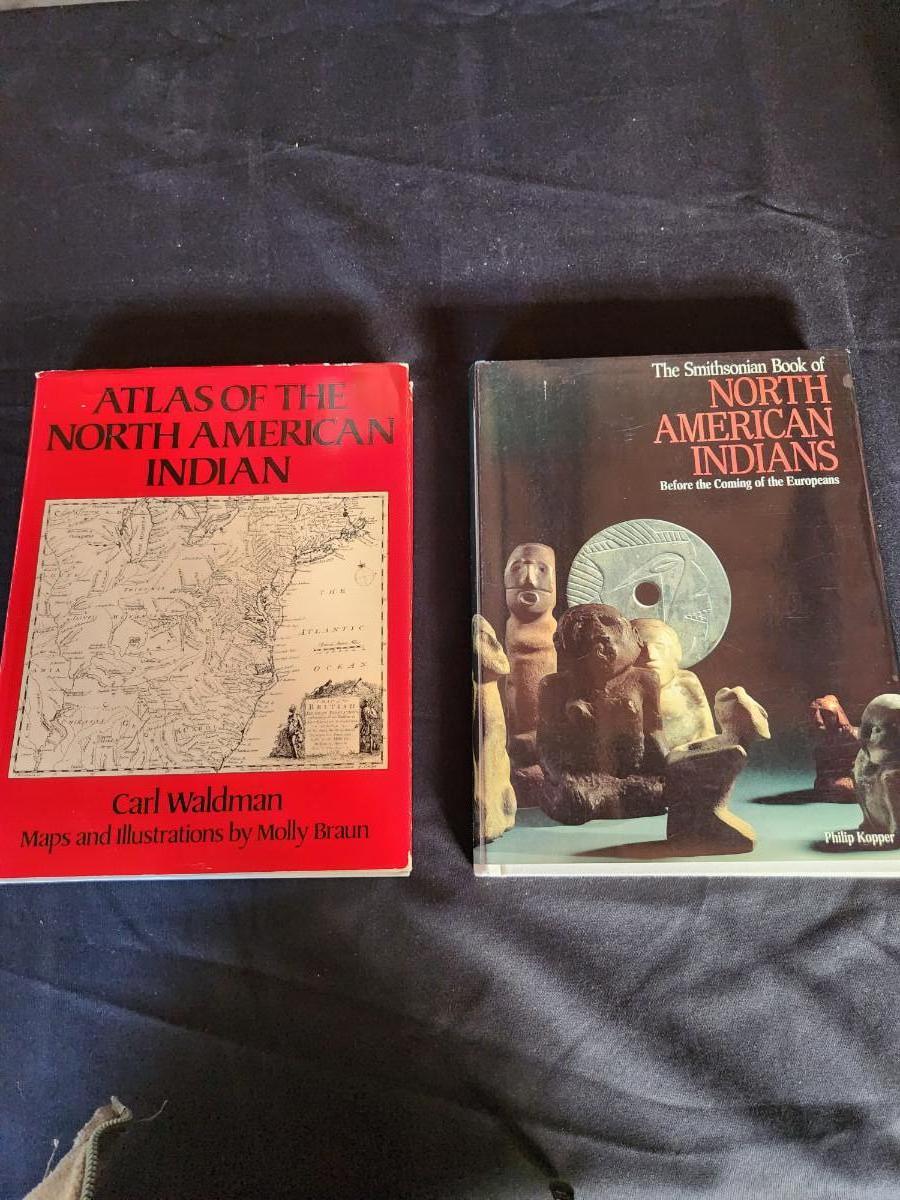 ATLAS OF THE
NORTH AMERICAN
INDIAN
THE
ATLANTIC
OCEAN
BRITISH
Carl Waldman
Maps and Illustrations by Molly Braun
The Smithsonian Book of
NORTH
AMERICAN
INDIANS
Before the Coming of the Europeans
Philip Kopper